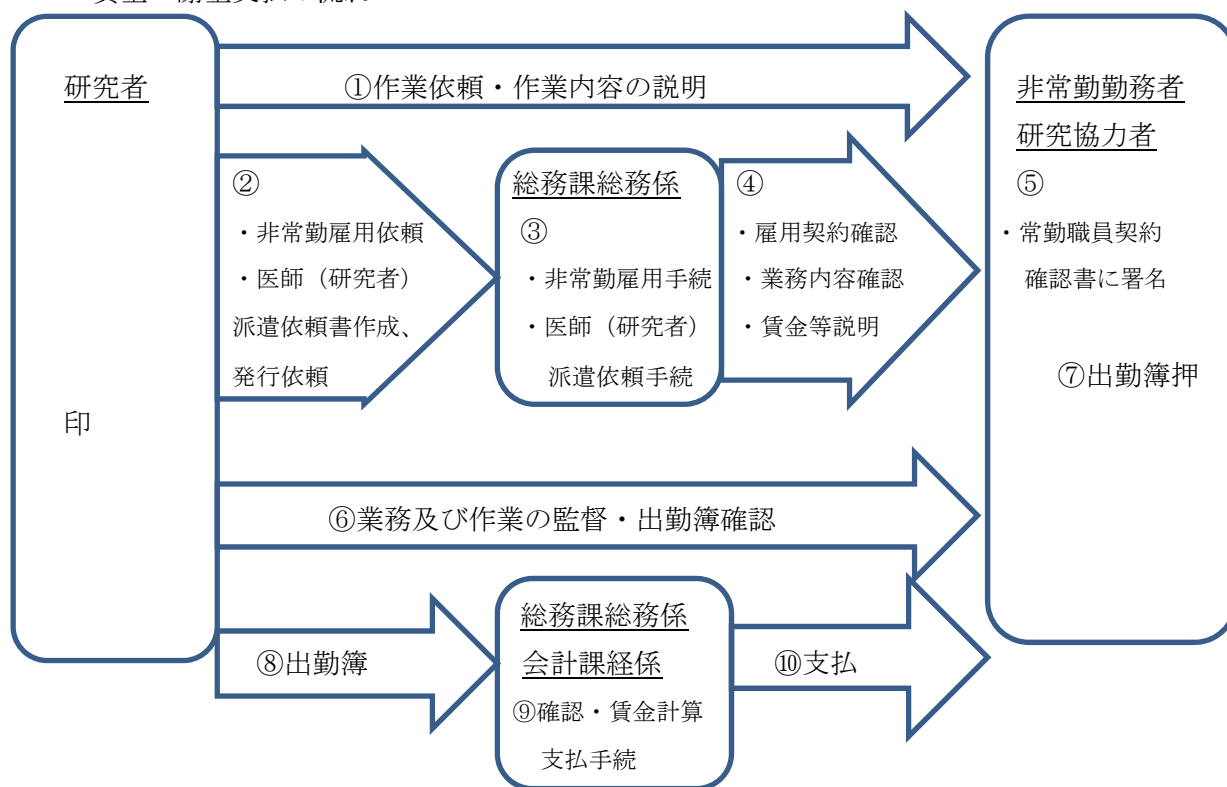 研究者
①作業依頼・作業内容の説明
非常勤勤務者
研究協力者
②
・非常勤雇用依頼
・医師（研究者）
派遣依頼書作成、
発行依頼
総務課総務係
③
・非常勤雇用手続
・医師（研究者）
派遣依頼手続
④
・雇用契約確認
・業務内容確認
・賃金等説明
⑤
・常勤職員契約
確認書に署名
⑦出勤簿押
印
⑥業務及び作業の監督・出勤簿確認
⑧出勤簿
総務課総務係
会計課経係
⑨確認・賃金計算
支払手続
⑩支払